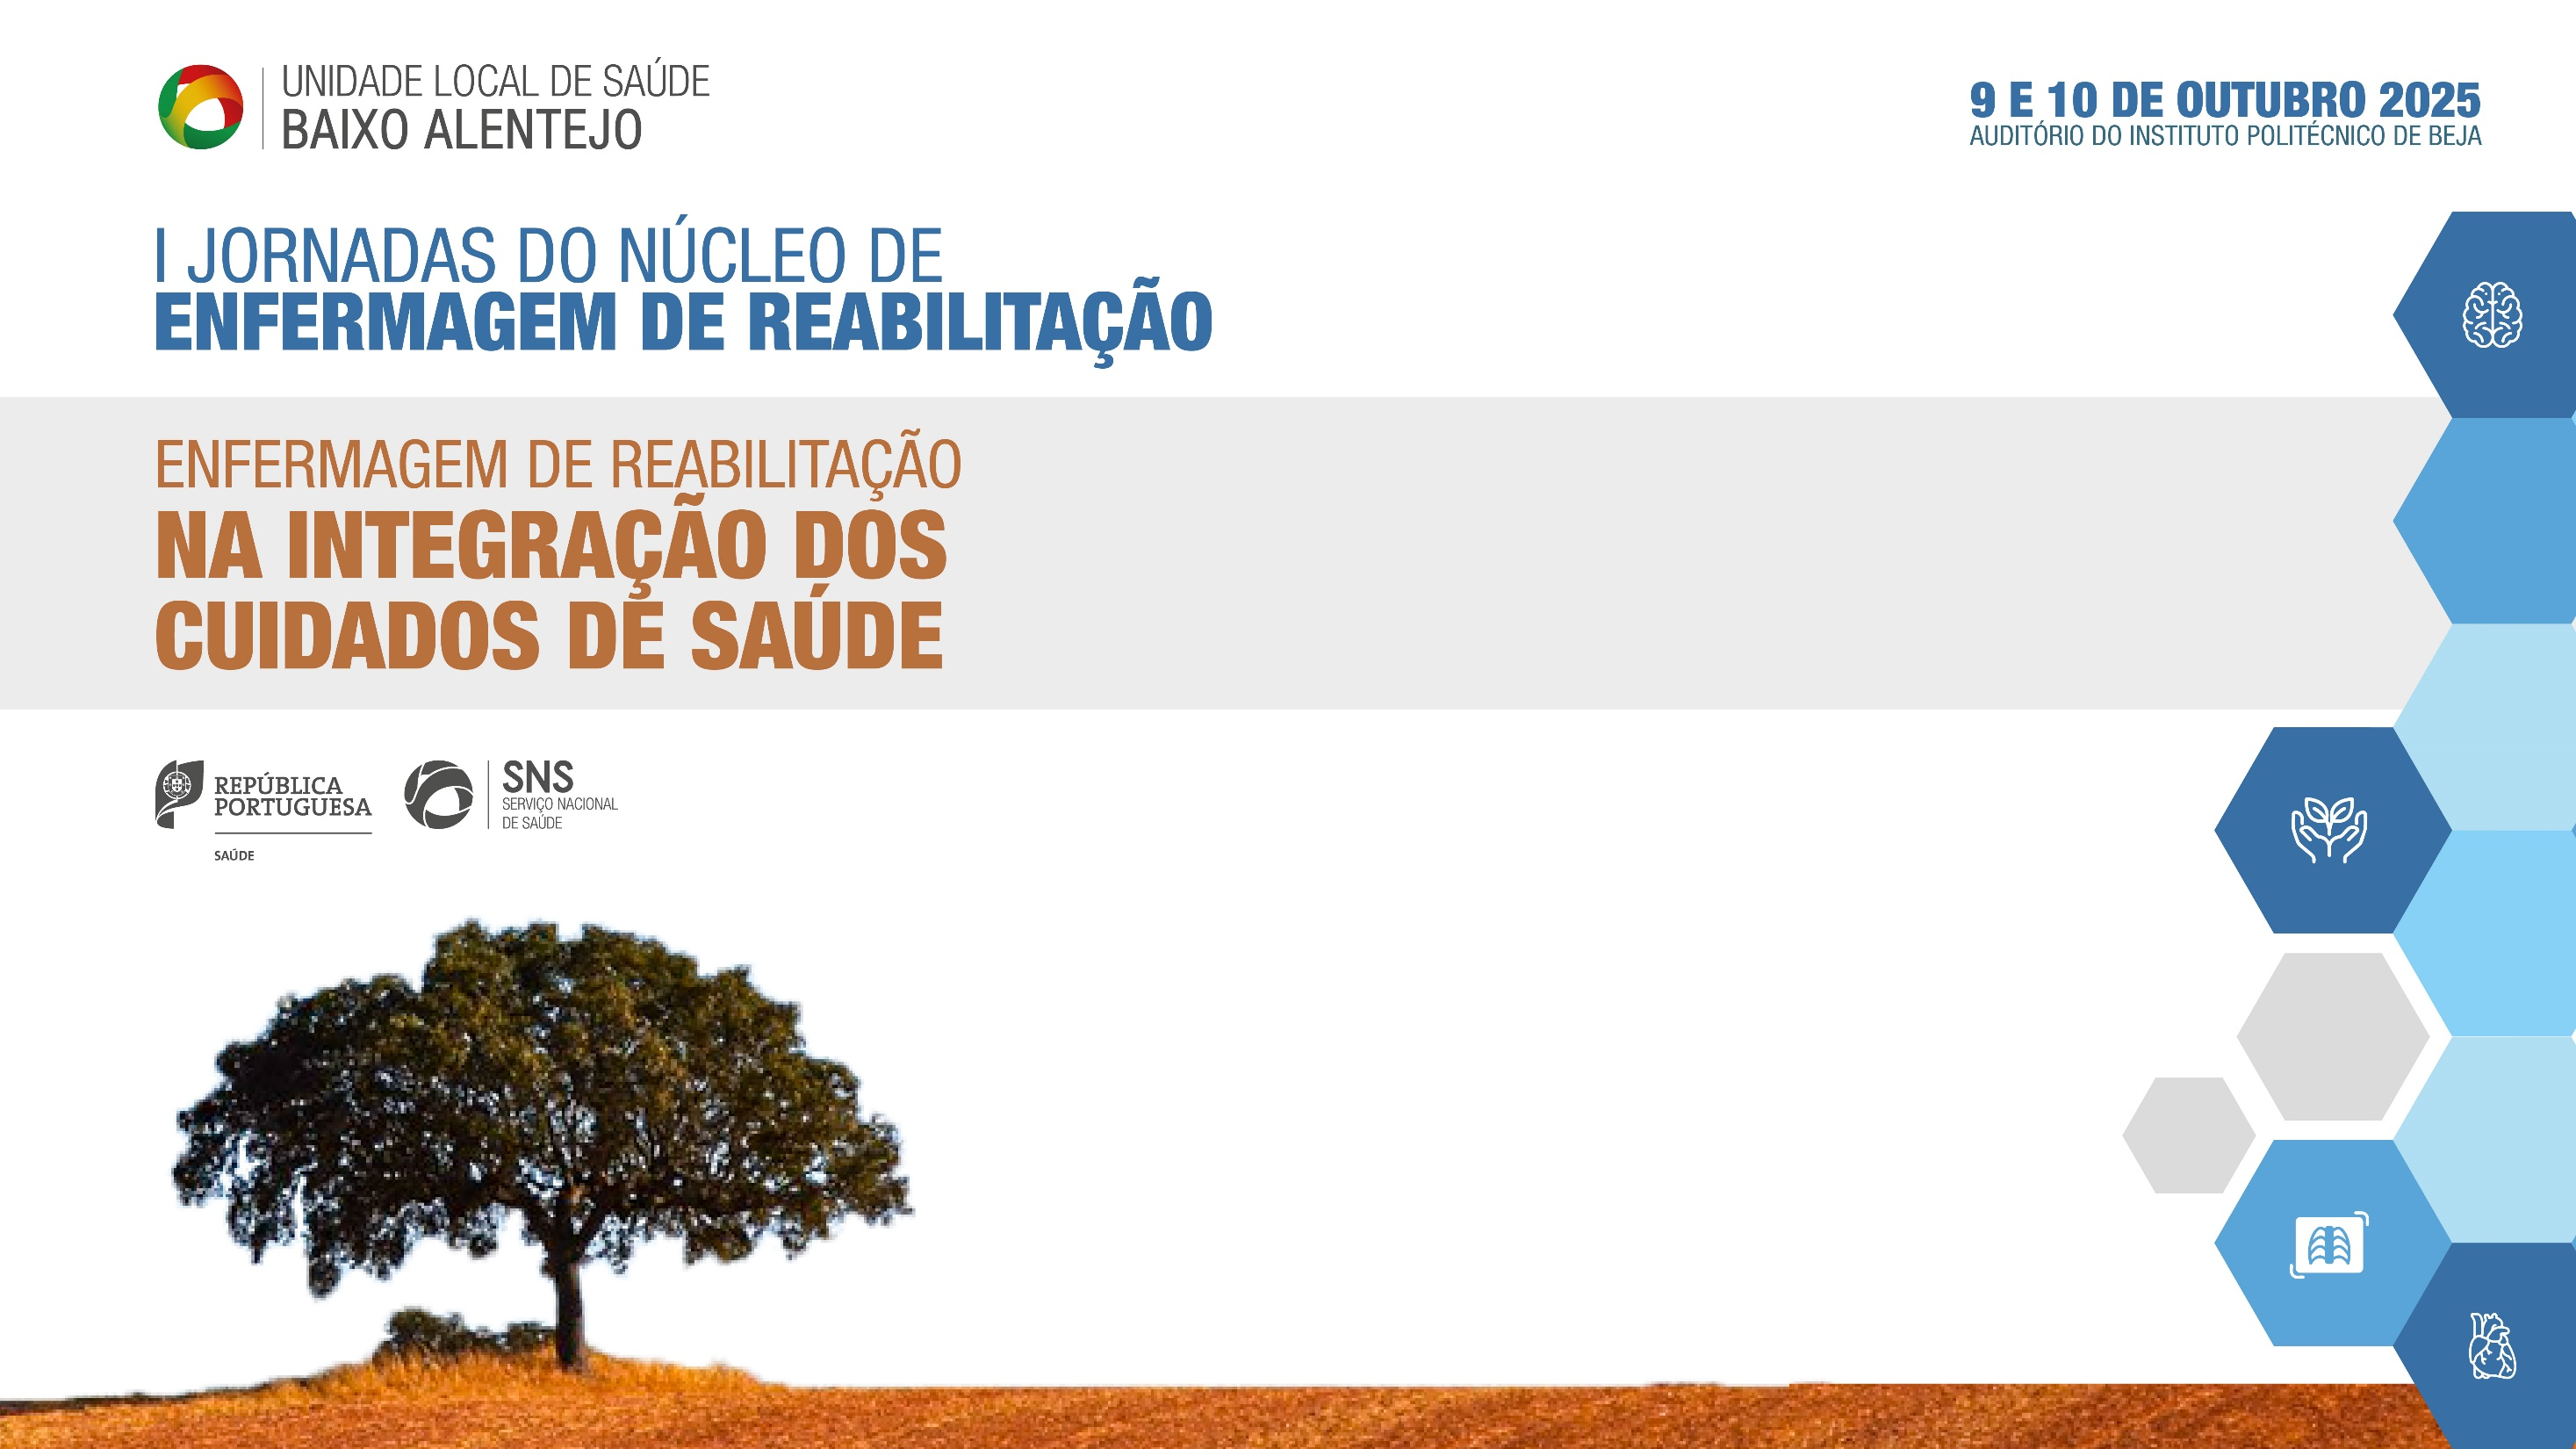 UNIDADE LOCAL DE SAÚDE
BAIXO ALENTEJO
9 E 10 DE OUTUBRO 2025
AUDITÓRIO DO INSTITUTO POLITÉCNICO DE BEJA
I JORNADAS DO NÚCLEO DE
ENFERMAGEM DE REABILITAÇÃO
ENFERMAGEM DE REABILITAÇÃO
NA INTEGRAÇÃO DOS
CUIDADOS DE SAÚDE
REPÚBLICA
PORTUGUESA
SAÚDE
SNS
SERVIÇO NACIONAL
DE SAÚDE